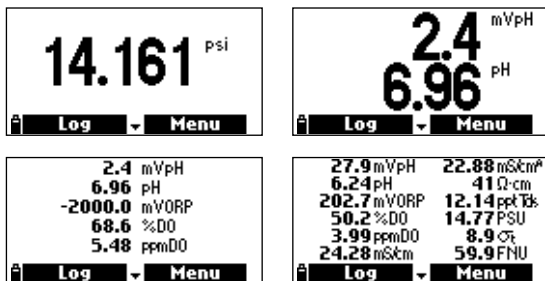 14.161 psi
Log Menu
2.4 mVpH
6.96 pH
Log Menu
2.4 mVpH
6.96 pH
-2000.0 mVORP
68.6 %DO
5.48 ppmDO
Log Menu
27.9 mVpH 22.88 mS/cmᴬ
6.24 pH 41 Ω·cm
202.7 mVORP 12.14 ppt Tds
50.2 %DO 14.77 PSU
3.99 ppmDO 8.9 σt
24.28 mS/cm 59.9 FNU
Log Menu